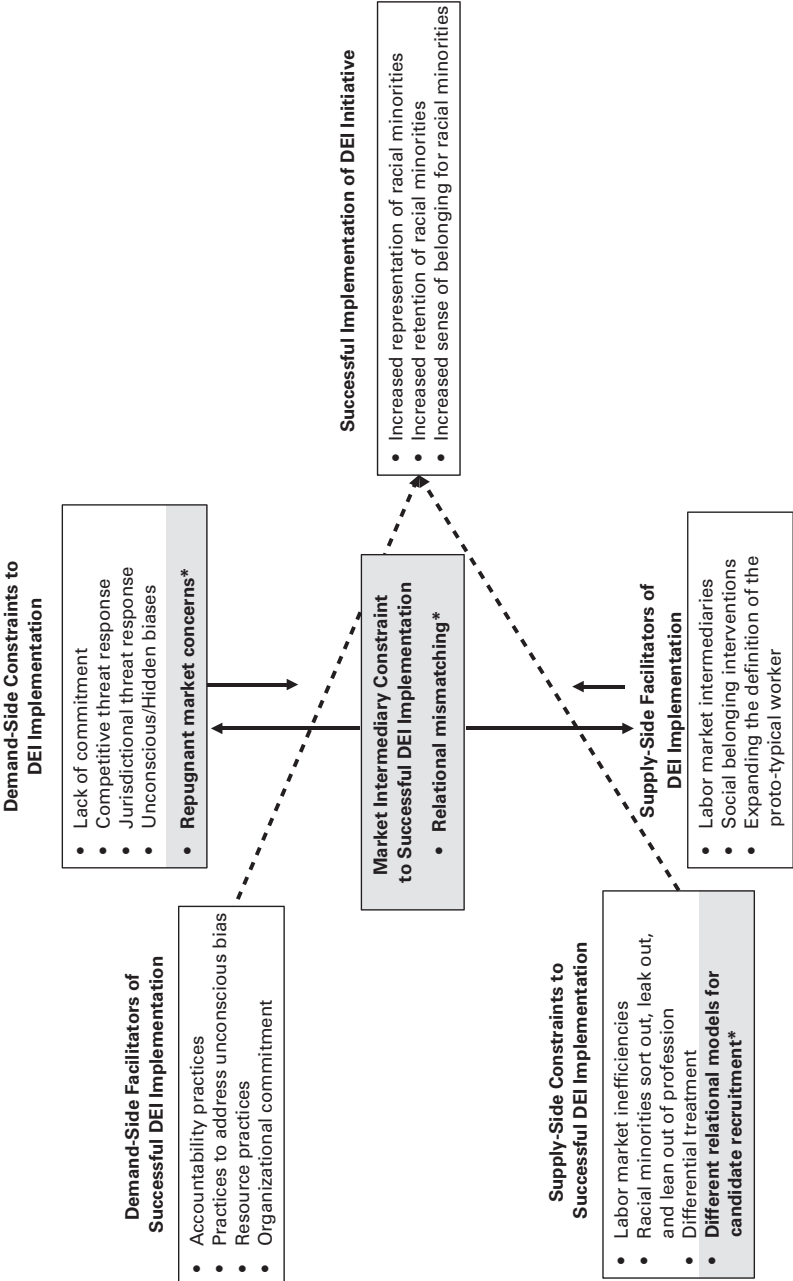 Demand-Side Constraints to
DEI Implementation
• Lack of commitment
• Competitive threat response
• Jurisdictional threat response
• Unconscious/Hidden biases
• Repugnant market concerns*
Demand-Side Facilitators of
Successful DEI Implementation
• Accountability practices
• Practices to address unconscious bias
• Resource practices
• Organizational commitment
Market Intermediary Constraint
to Successful DEI Implementation
• Relational mismatching*
Successful Implementation of DEI Initiative
• Increased representation of racial minorities
• Increased retention of racial minorities
• Increased sense of belonging for racial minorities
Supply-Side Constraints to
Successful DEI Implementation
• Labor market inefficiencies
• Racial minorities sort out, leak out,
and lean out of profession
• Differential treatment
• Different relational models for
candidate recruitment*
Supply-Side Facilitators of
DEI Implementation
• Labor market intermediaries
• Social belonging interventions
• Expanding the definition of the
proto-typical worker